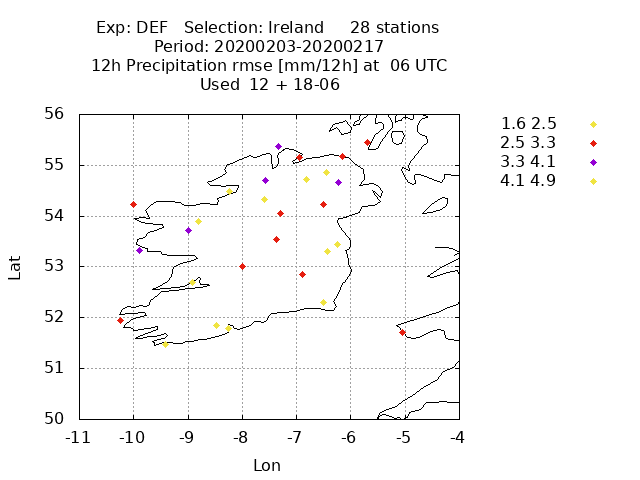 Exp: DEF   Selection: Ireland     28 stations
Period: 20200203-20200217
12h Precipitation rmse [mm/12h] at  06 UTC
Used  12 + 18-06
1.6 2.5
2.5 3.3
3.3 4.1
4.1 4.9
56
55
54
53
52
51
50
Lat
-11 -10 -9 -8 -7 -6 -5 -4
Lon